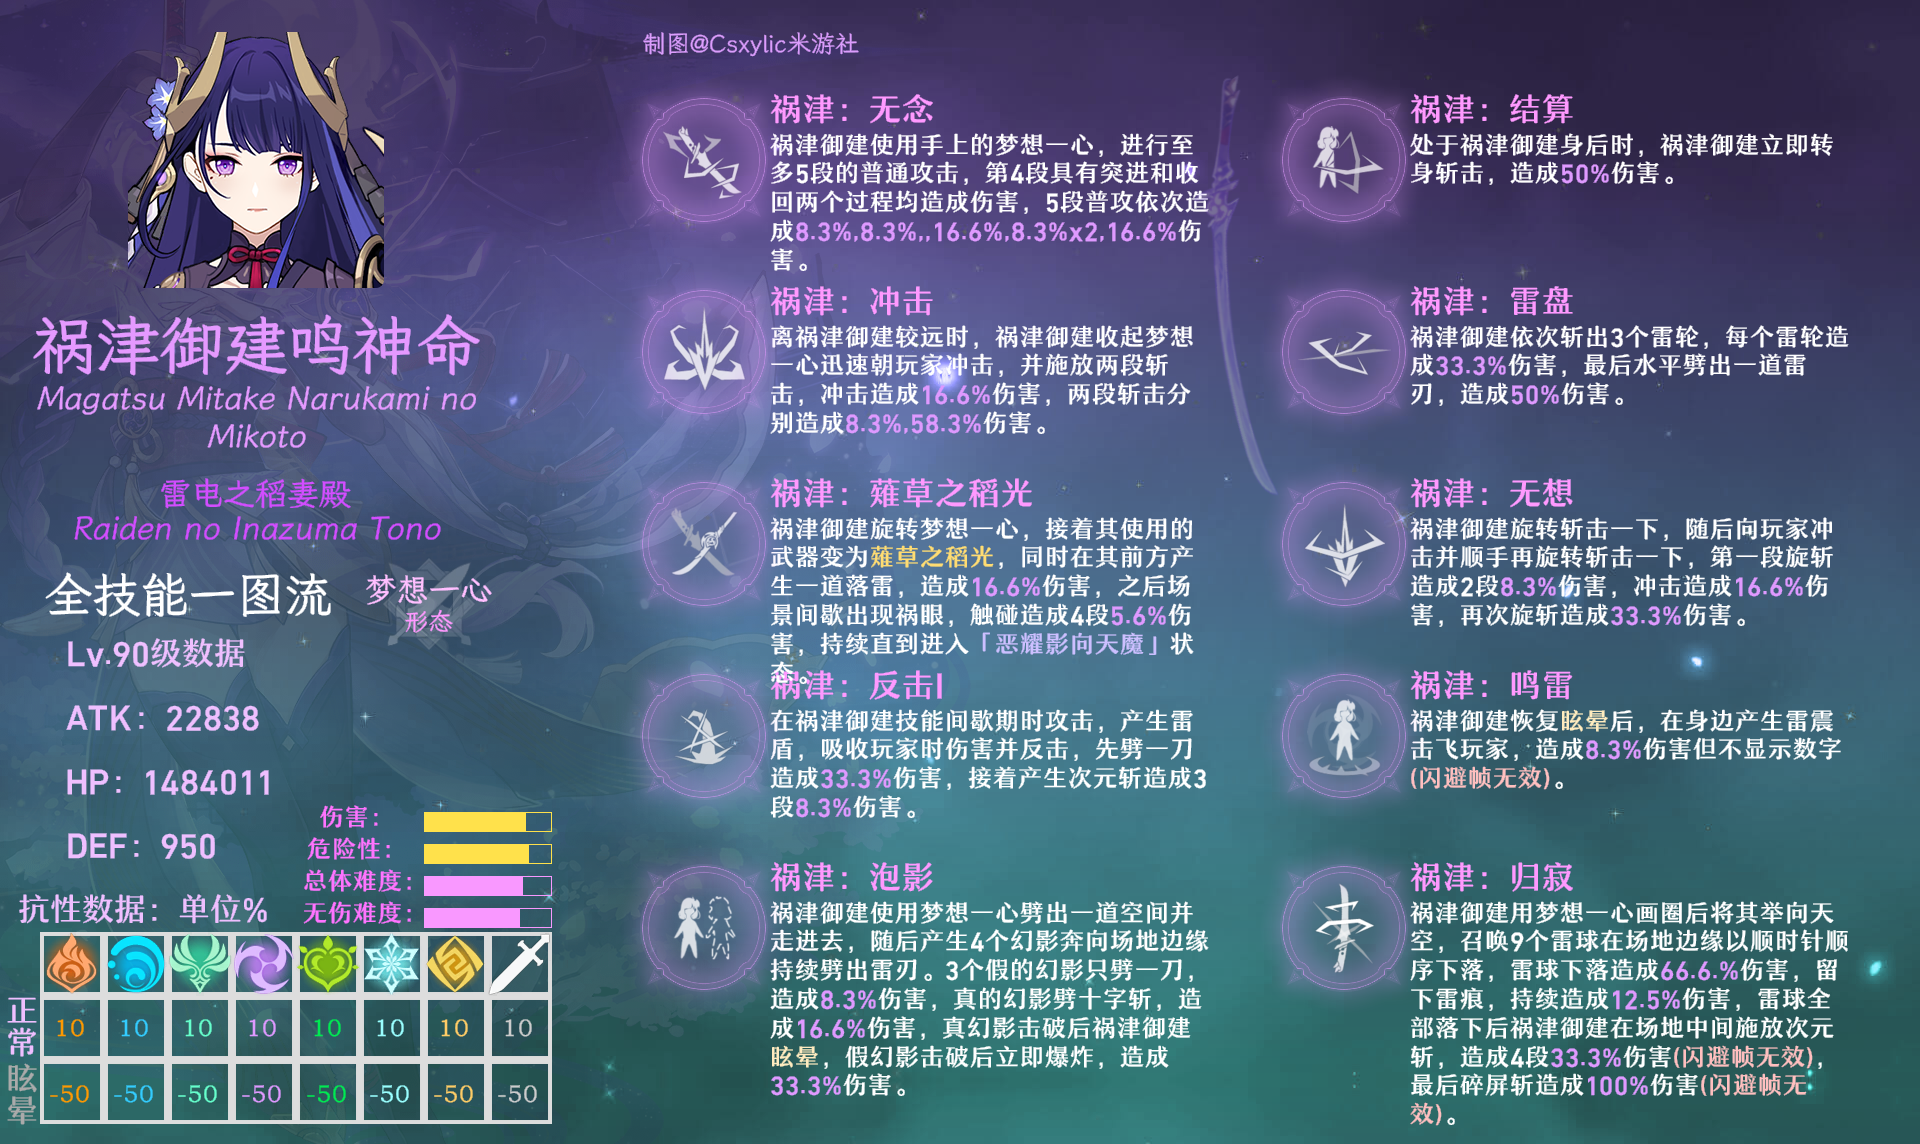 制图@Csxylic米游社
祸津御建鸣神命
Magatsu Mitake Narukami no
Mikoto
雷电之稻妻殿
Raiden no Inazuma Tono
全技能一图流
梦想一心
形态
Lv.90级数据
ATK：22838
HP：1484011
DEF：950
伤害：
危险性：
总体难度：
无伤难度：
抗性数据：单位%
正常
10 10 10 10 10 10 10 10
眩晕
-50 -50 -50 -50 -50 -50 -50 -50
祸津：无念
祸津御建使用手上的梦想一心，进行至
多5段的普通攻击，第4段具有突进和收
回两个过程均造成伤害，5段普攻依次造
成8.3%,8.3%,,16.6%,8.3%x2,16.6%伤
害。
祸津：冲击
离祸津御建较远时，祸津御建收起梦想
一心迅速朝玩家冲击，并施放两段斩
击，冲击造成16.6%伤害，两段斩击分
别造成8.3%,58.3%伤害。
祸津：薙草之稻光
祸津御建旋转梦想一心，接着其使用的
武器变为薙草之稻光，同时在其前方产
生一道落雷，造成16.6%伤害，之后场
景间歇出现祸眼，触碰造成4段5.6%伤
害，持续直到进入「恶耀影向天魔」状
态。
祸津：反击I
在祸津御建技能间歇期时攻击，产生雷
盾，吸收玩家时伤害并反击，先劈一刀
造成33.3%伤害，接着产生次元斩造成3
段8.3%伤害。
祸津：泡影
祸津御建使用梦想一心劈出一道空间并
走进去，随后产生4个幻影奔向场地边缘
持续劈出雷刃。3个假的幻影只劈一刀，
造成8.3%伤害，真的幻影劈十字斩，造
成16.6%伤害，真幻影击破后祸津御建
眩晕，假幻影击破后立即爆炸，造成
33.3%伤害。
祸津：结算
处于祸津御建身后时，祸津御建立即转
身斩击，造成50%伤害。
祸津：雷盘
祸津御建依次斩出3个雷轮，每个雷轮造
成33.3%伤害，最后水平劈出一道雷
刃，造成50%伤害。
祸津：无想
祸津御建旋转斩击一下，随后向玩家冲
击并顺手再旋转斩击一下，第一段旋斩
造成2段8.3%伤害，冲击造成16.6%伤
害，再次旋斩造成33.3%伤害。
祸津：鸣雷
祸津御建恢复眩晕后，在身边产生雷震
击飞玩家，造成8.3%伤害但不显示数字
(闪避帧无效)。
祸津：归寂
祸津御建用梦想一心画圈后将其举向天
空，召唤9个雷球在场地边缘以顺时针顺
序下落，雷球下落造成66.6.%伤害，留
下雷痕，持续造成12.5%伤害，雷球全
部落下后祸津御建在场地中间施放次元
斩，造成4段33.3%伤害(闪避帧无效)，
最后碎屏斩造成100%伤害(闪避帧无
效)。